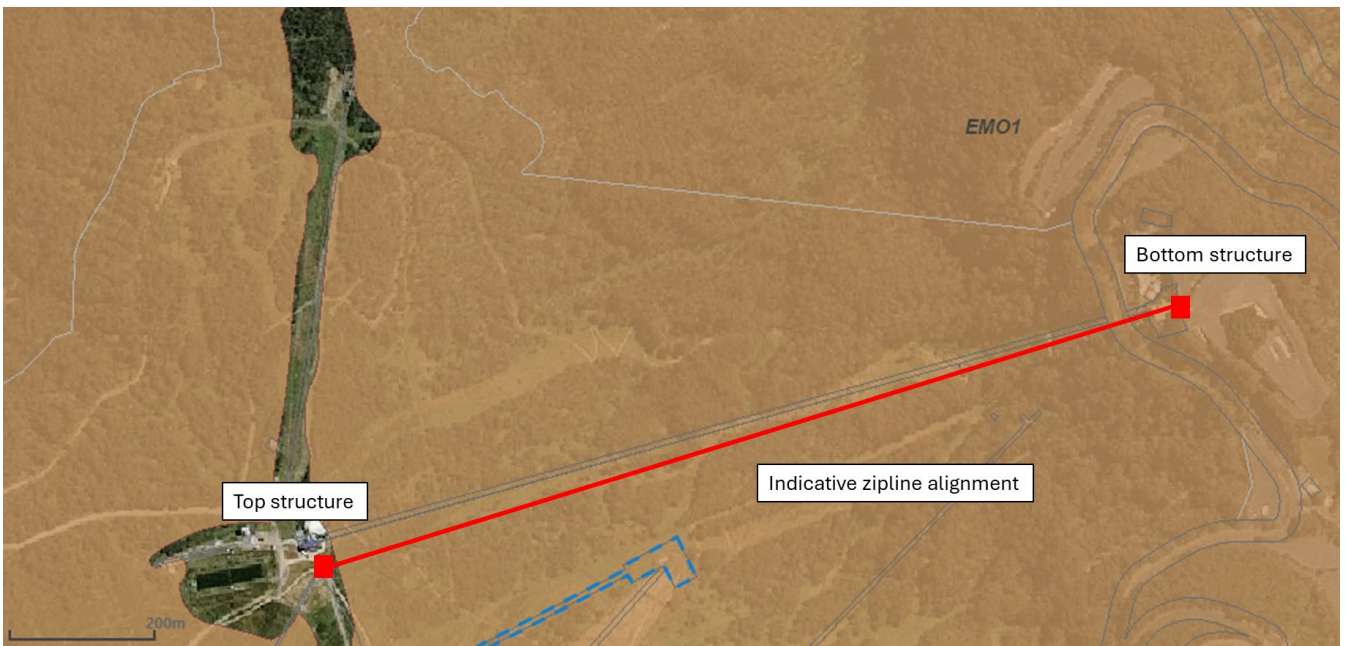 EMO1
Bottom structure
Top structure
Indicative zipline alignment
200m